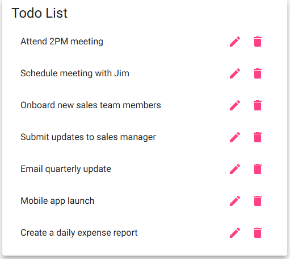 Todo List
Attend 2PM meeting
Schedule meeting with Jim
Onboard new sales team members
Submit updates to sales manager
Email quarterly update
Mobile app launch
Create a daily expense report